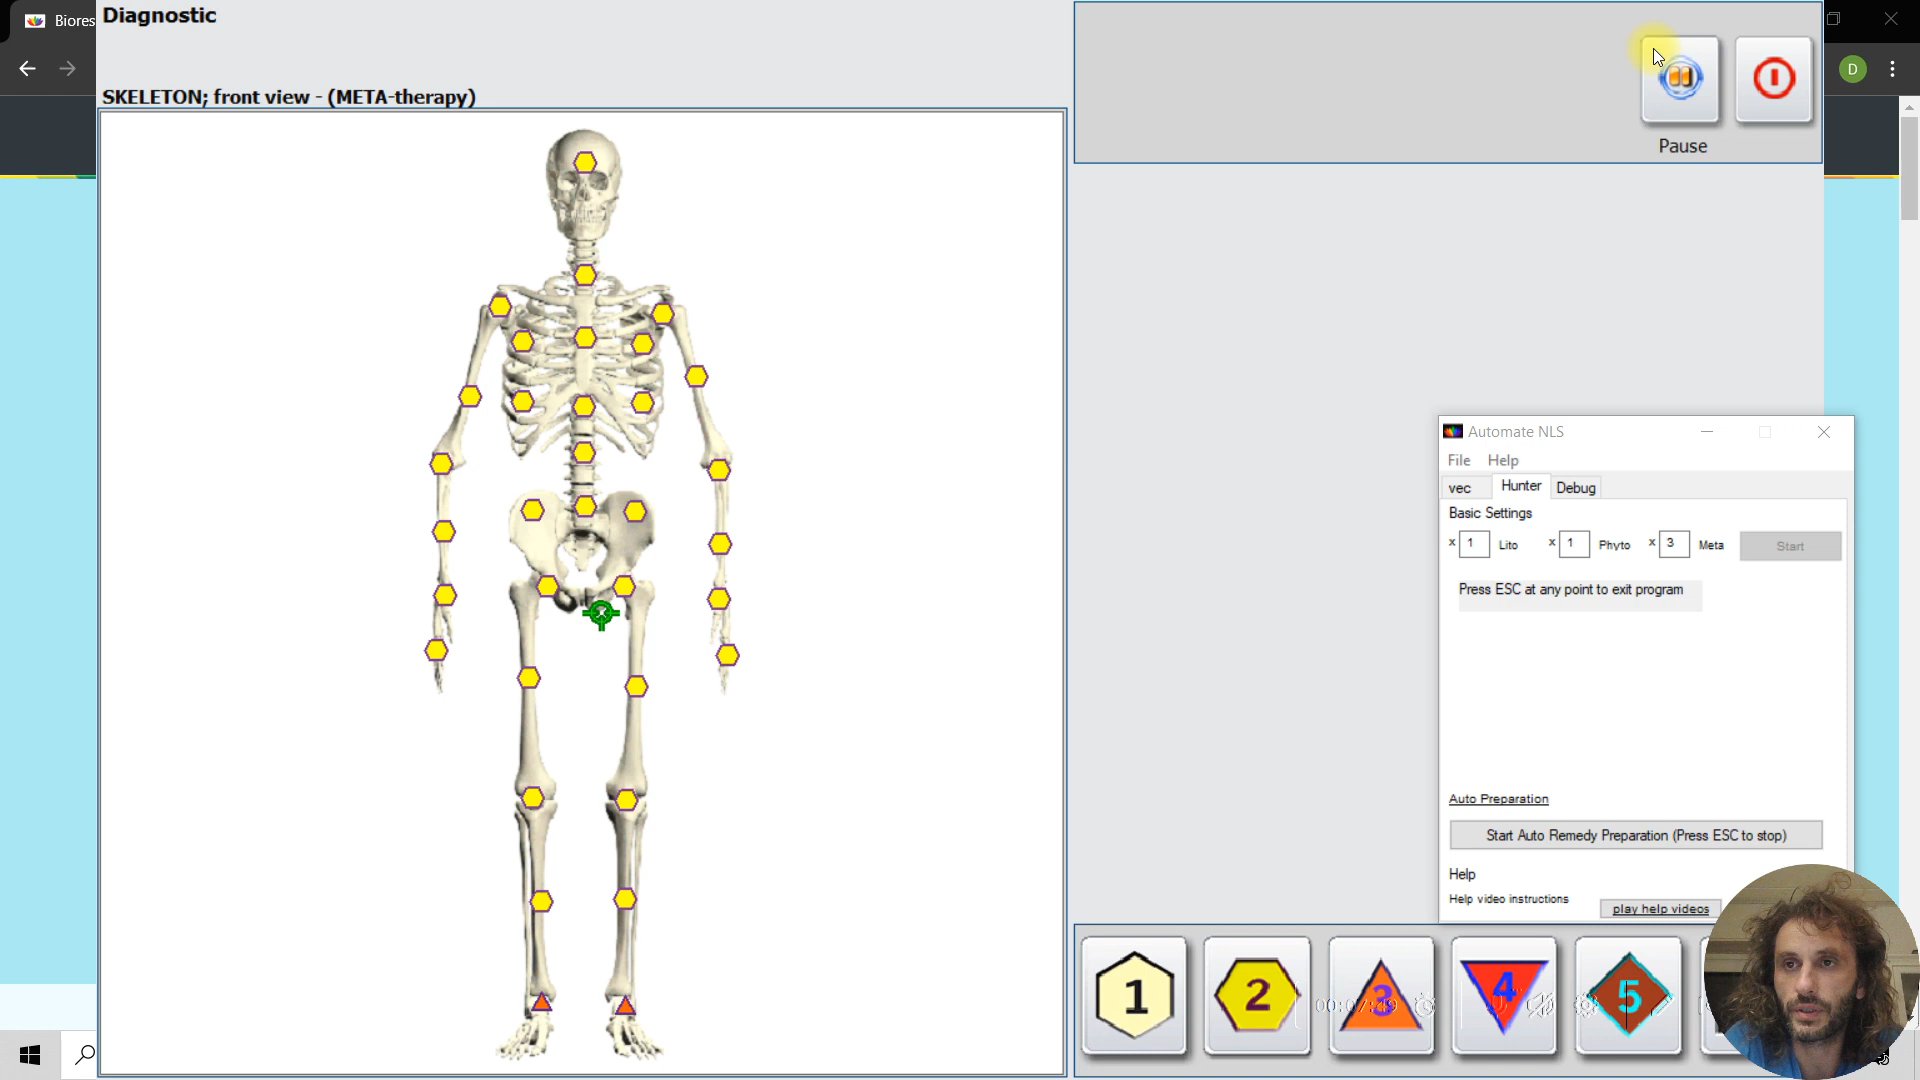 Biores
Diagnostic
SKELETON; front view - (META-therapy)
Pause
D
Automate NLS
File Help
vec Hunter Debug
Basic Settings
x 1 Lito x 1 Phyto x 3 Meta Start
Press ESC at any point to exit program
Auto Preparation
Start Auto Remedy Preparation (Press ESC to stop)
Help
Help video instructions play help videos
1 2 3 4 5